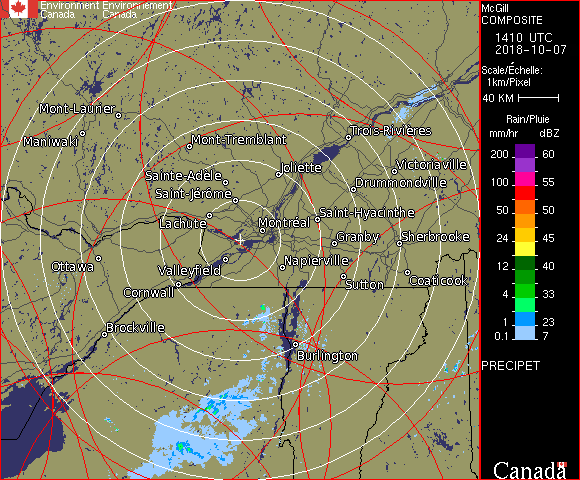 Environment Environnement
Canada Canada
McGill
COMPOSITE
1410 UTC
2018-10-07
Scale/Échelle:
1km/Pixel
40 KM
Rain/Pluie
mm/hr dBZ
200 60
100 55
50 50
24 45
12 40
4 33
1 23
0.1 7
PRECIPET
Canada
Mont-Laurier
Maniwaki
Mont-Tremblant
Trois-Rivières
Sainte-Adèle
Joliette
Victoriaville
Saint-Jérôme
Drummondville
Lachute
Montréal
Saint-Hyacinthe
Granby
Sherbrooke
Ottawa
Valleyfield
Napierville
Cornwall
Sutton
Coaticook
Brockville
Burlington